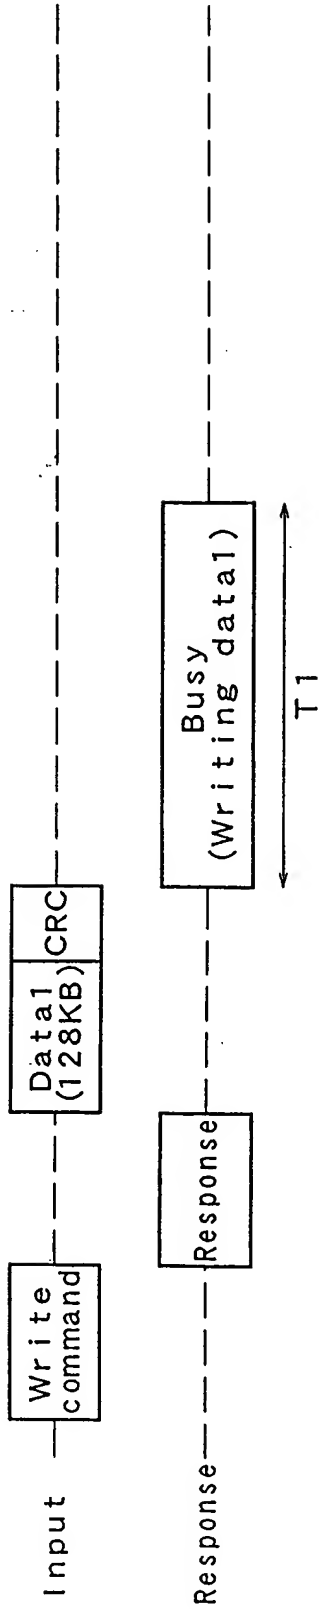 Input
Write
command
Data1
(128KB)
CRC
Response
Response
Busy
(Writing data1)
T1